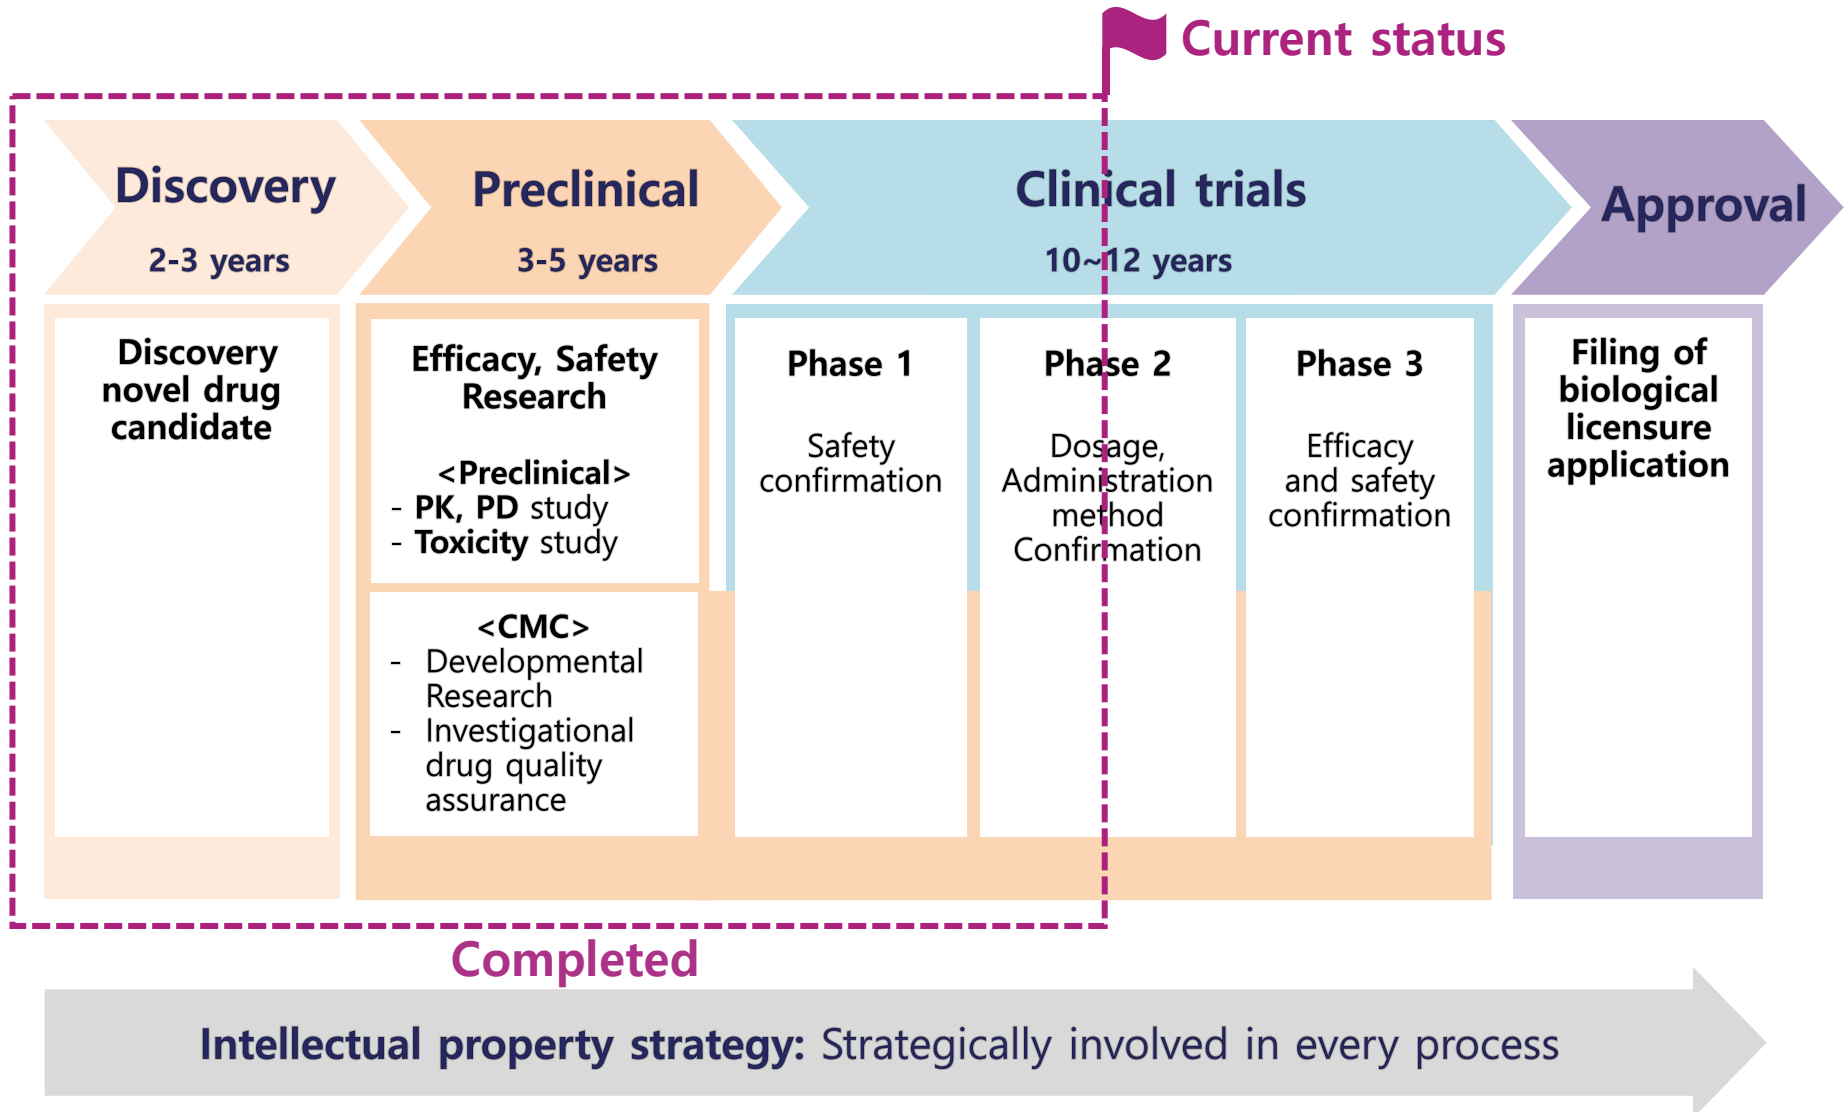 Current status
Discovery
2-3 years
Preclinical
3-5 years
Clinical trials
10~12 years
Approval
Discovery
novel drug
candidate
Efficacy, Safety
Research
<Preclinical>
- PK, PD study
- Toxicity study
<CMC>
- Developmental
Research
- Investigational
drug quality
assurance
Phase 1
Safety
confirmation
Phase 2
Dosage,
Administration
method
Confirmation
Phase 3
Efficacy
and safety
confirmation
Filing of
biological
licensure
application
Completed
Intellectual property strategy: Strategically involved in every process